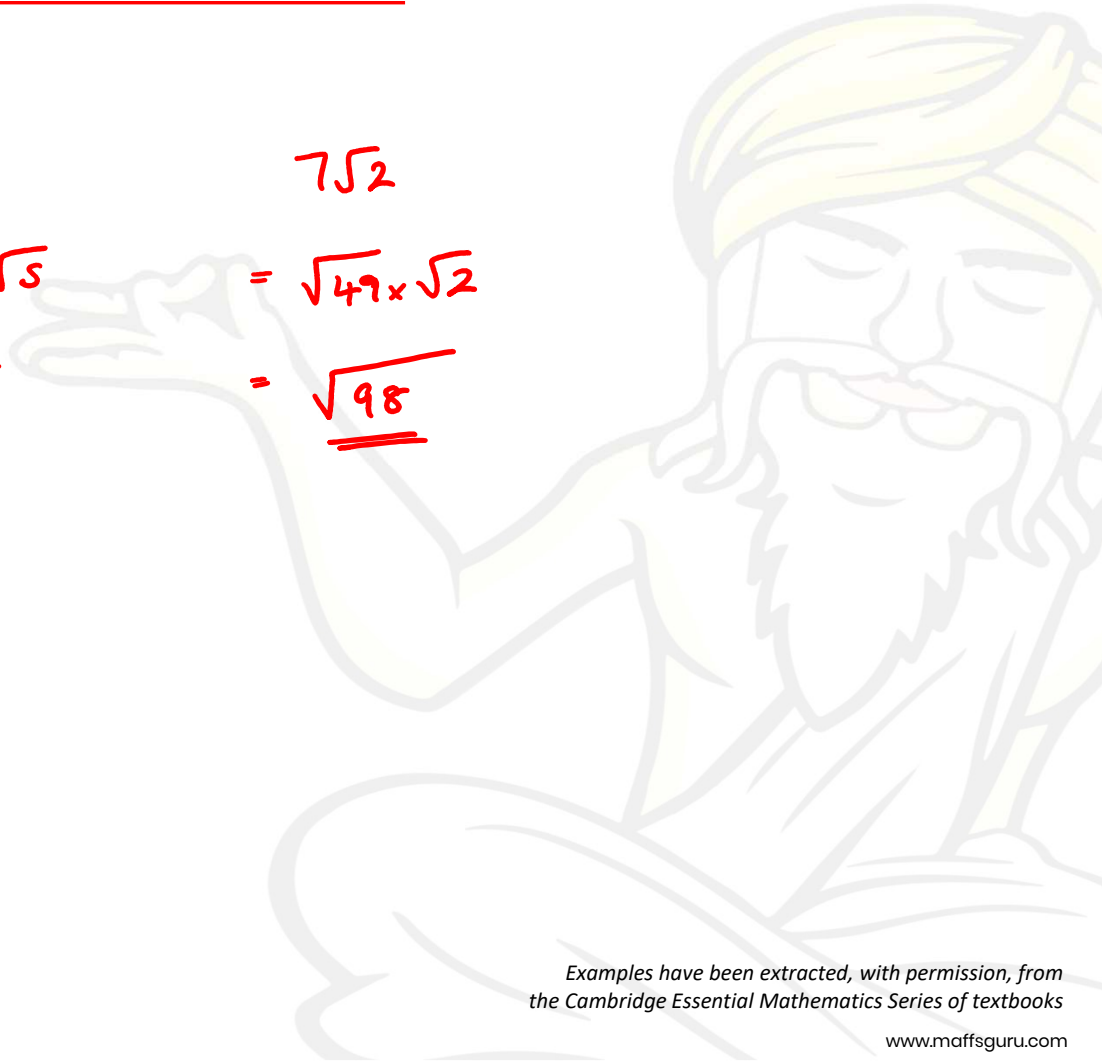 7√2
√5 = √49 × √2
= √98
Examples have been extracted, with permission, from
the Cambridge Essential Mathematics Series of textbooks
www.maffsguru.com